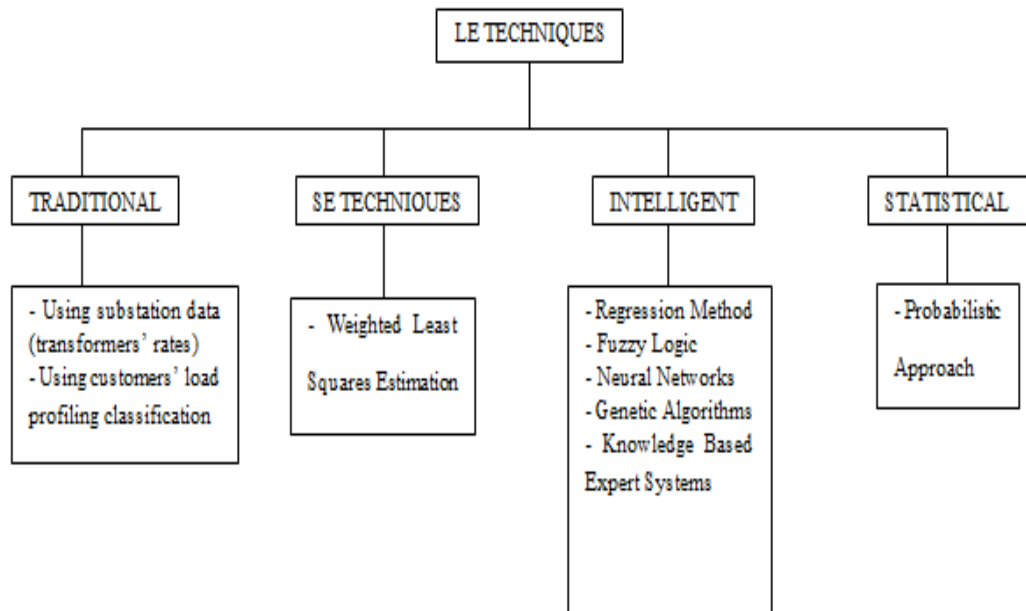 LE TECHNIQUES
TRADITIONAL
SE TECHNIOUES
INTELLIGENT
STATISTICAL
- Using substation data
(transformers’ rates)
- Using customers’ load
profiling classification
- Weighted Least
Squares Estimation
- Regression Method
- Fuzzy Logic
- Neural Networks
- Genetic Algorithms
- Knowledge Based
Expert Systems
- Probabilistic
Approach